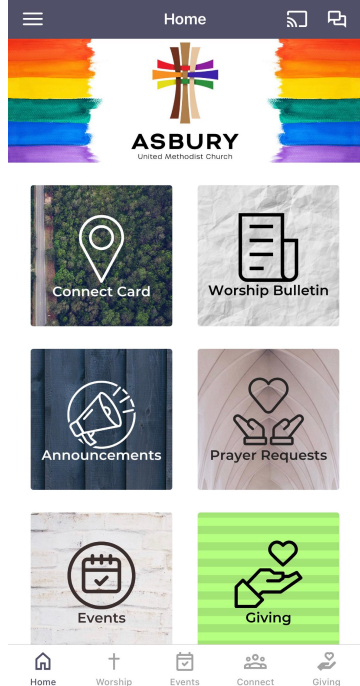 Home
ASBURY
United Methodist Church
Connect Card
Worship Bulletin
Announcements
Prayer Requests
Events
Giving
Home
Worship
Events
Connect
Giving